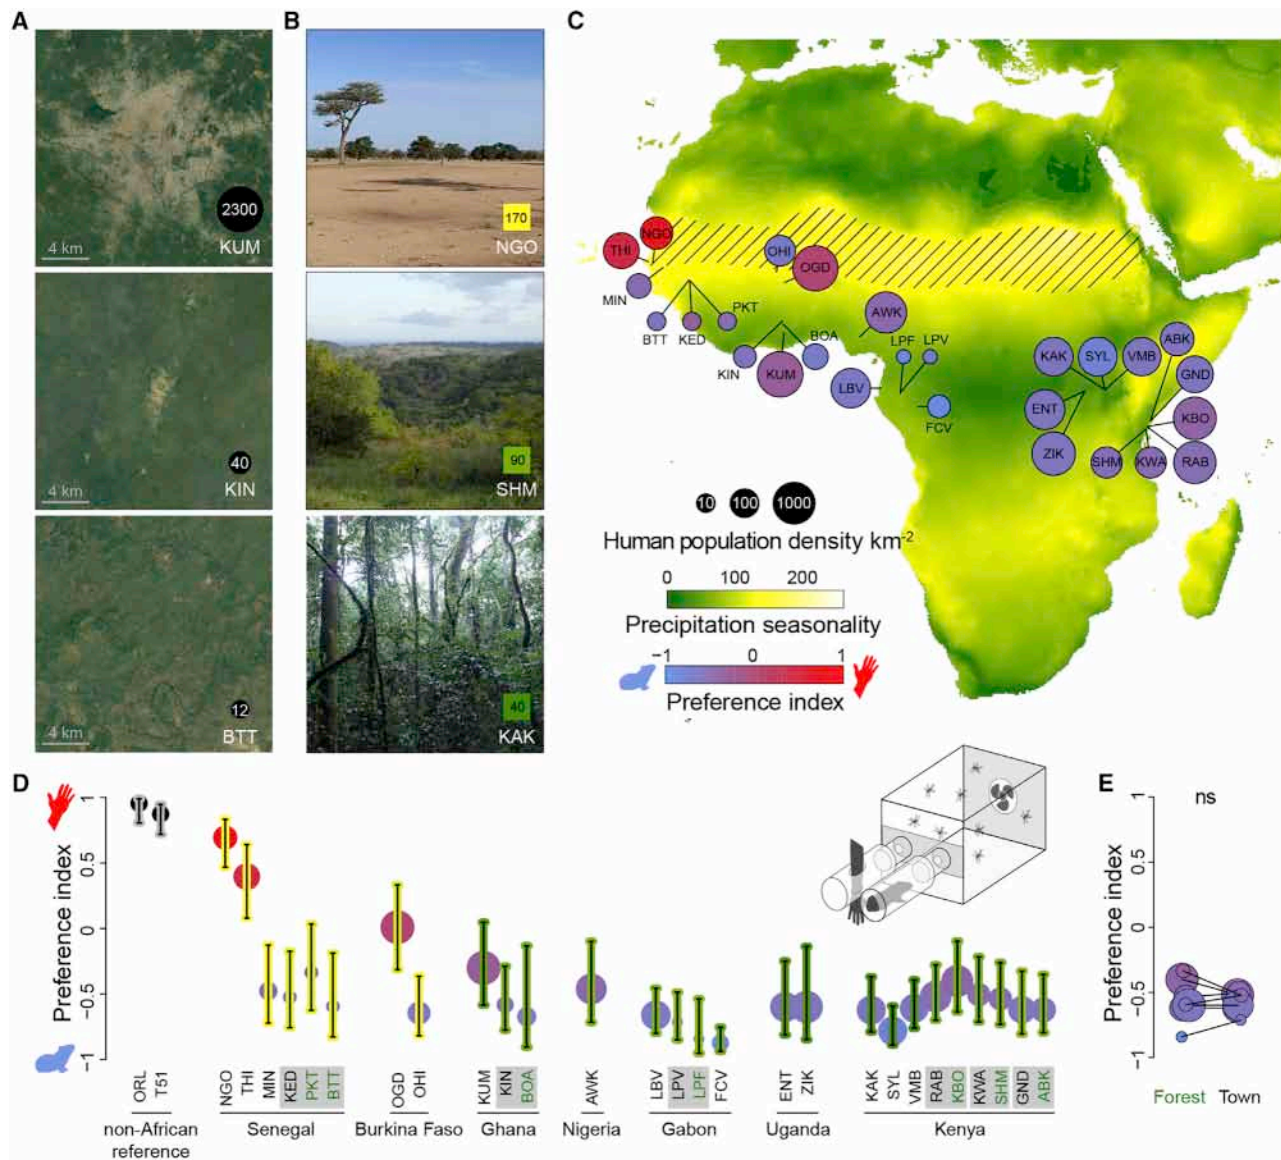 A
2300
KUM
4 km
40
KIN
4 km
12
BTT
4 km
B
170
NGO
90
SHM
40
KAK
C
NGO
THI
OHI
OGD
MIN
PKT
BTT
KED
AWK
BOA
LPF
LPV
KIN
KUM
LBV
FCV
ABK
KAK
SYL
VMB
GND
ENT
KBO
ZIK
SHM
KWA
RAB
10
100
1000
Human population density km-2
0
100
200
Precipitation seasonality
−1
0
1
Preference index
D
Preference index
1
0.5
0
−0.5
−1
ORL
T51
NGO
THI
MIN
KED
PKT
BTT
OGD
OHI
KUM
KIN
BOA
AWK
LBV
LPV
LPF
FCV
ENT
ZIK
KAK
SYL
VMB
RAB
KBO
KWA
SHM
GND
ABK
non-African
reference
Senegal
Burkina Faso
Ghana
Nigeria
Gabon
Uganda
Kenya
E
ns
Preference index
1
0.5
0
−0.5
−1
Forest
Town